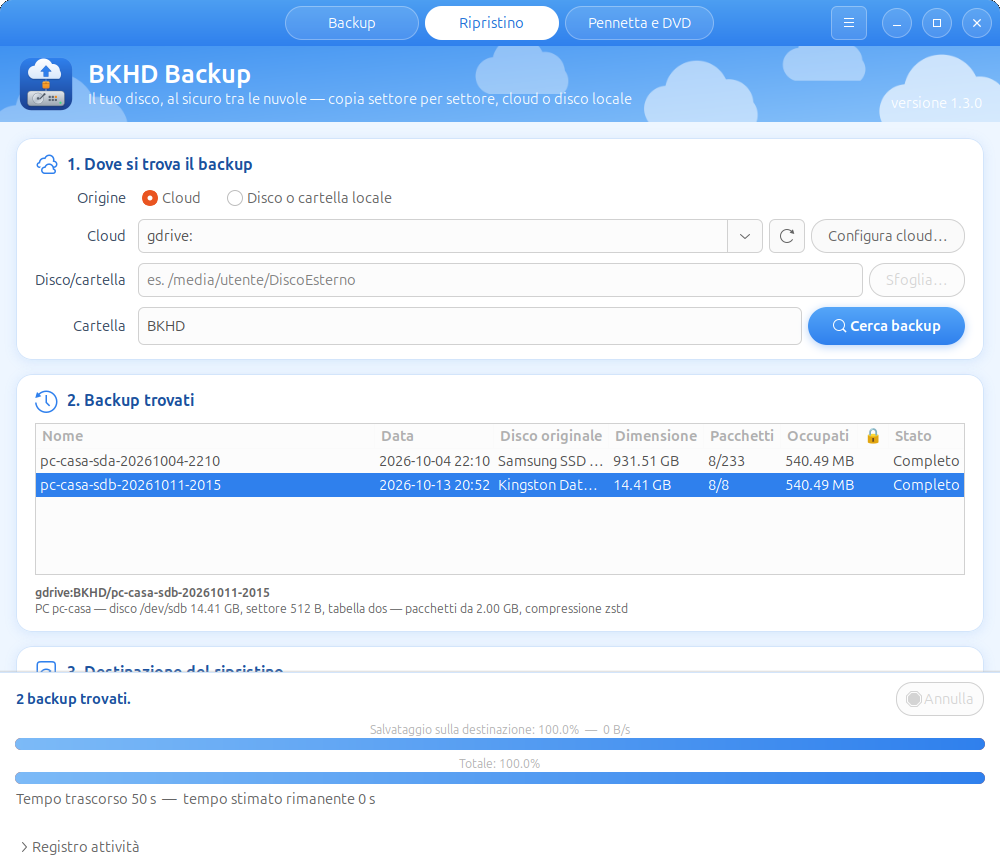 Backup Ripristino Pennetta e DVD
BKHD Backup
Il tuo disco, al sicuro tra le nuvole — copia settore per settore, cloud o disco locale
versione 1.3.0
1. Dove si trova il backup
Origine Cloud Disco o cartella locale
Cloud gdrive: Configura cloud...
Disco/cartella es. /media/utente/DiscoEsterno Sfoglia...
Cartella BKHD Cerca backup
2. Backup trovati
Nome Data Disco originale Dimensione Pacchetti Occupati 🔒 Stato
pc-casa-sda-20261004-2210 2026-10-04 22:10 Samsung SSD ... 931.51 GB 8/233 540.49 MB Completo
pc-casa-sdb-20261011-2015 2026-10-13 20:52 Kingston Dat... 14.41 GB 8/8 540.49 MB Completo
gdrive:BKHD/pc-casa-sdb-20261011-2015
PC pc-casa — disco /dev/sdb 14.41 GB, settore 512 B, tabella dos — pacchetti da 2.00 GB, compressione zstd
3. Destinazione del ripristino
2 backup trovati. Annulla
Salvataggio sulla destinazione: 100.0% — 0 B/s
Totale: 100.0%
Tempo trascorso 50 s — tempo stimato rimanente 0 s
Registro attività